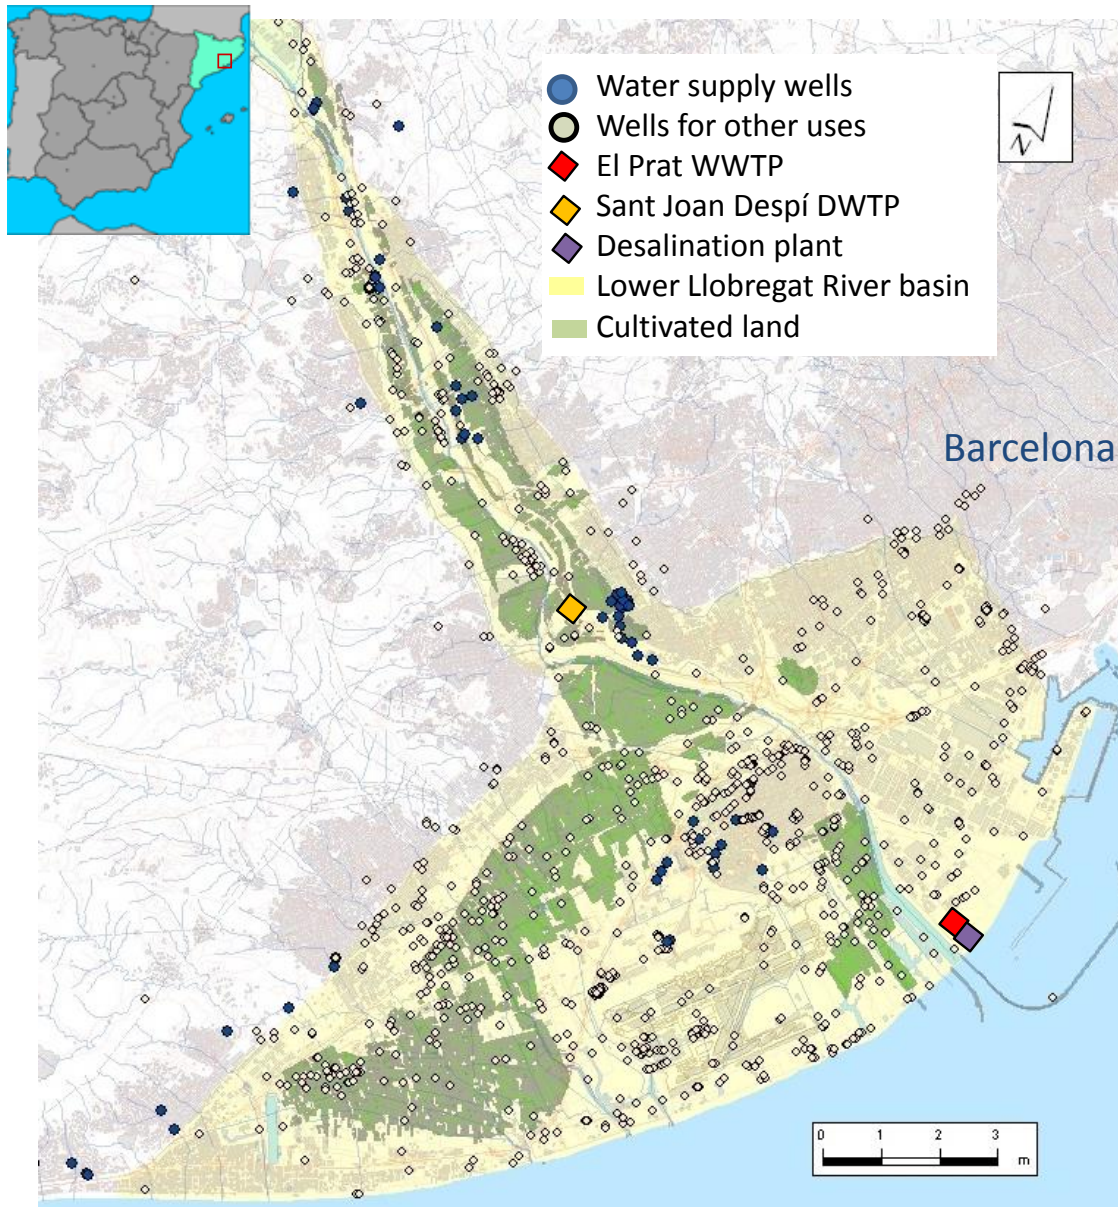 Water supply wells
Wells for other uses
El Prat WWTP
Sant Joan Despí DWTP
Desalination plant
Lower Llobregat River basin
Cultivated land
N
Barcelona
0 1 2 3
m